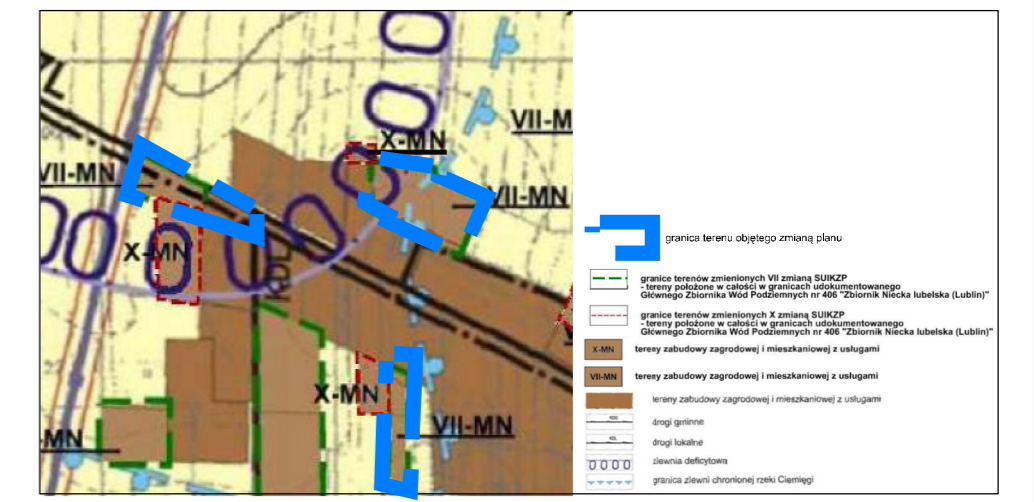 ZL
VII-MN
X-MN
VII-M
VII-MN
X-MN
KDL
X-MN
VII-MN
-MN
granica terenu objętego zmianą planu
granice terenów zmienionych VII zmianą SUIKZP
- tereny położone w całości w granicach udokumentowanego
Głównego Zbiornika Wód Podziemnych nr 406 "Zbiornik Niecka lubelska (Lublin)"
granice terenów zmienionych X zmianą SUIKZP
- tereny położone w całości w granicach udokumentowanego
Głównego Zbiornika Wód Podziemnych nr 406 "Zbiornik Niecka lubelska (Lublin)"
X-MN tereny zabudowy zagrodowej i mieszkaniowej z usługami
VII-MN tereny zabudowy zagrodowej i mieszkaniowej z usługami
tereny zabudowy zagrodowej i mieszkaniowej z usługami
drogi gminne
KDL drogi lokalne
zlewnia deficytowa
granica zlewni chronionej rzeki Ciemięgi